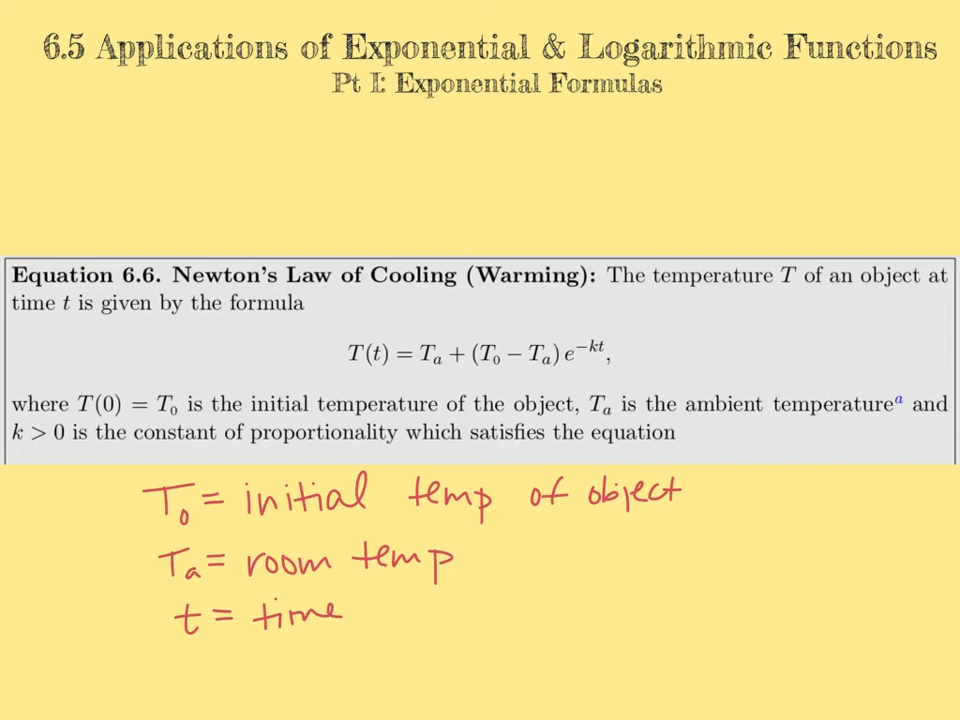 6.5 Applications of Exponential & Logarithmic Functions
Pt I: Exponential Formulas
Equation 6.6. Newton's Law of Cooling (Warming): The temperature T of an object at
time t is given by the formula
T(t) = Tₐ + (T₀ − Tₐ) e^{−kt},
where T(0) = T₀ is the initial temperature of the object, Tₐ is the ambient temperatureᵃ and
k > 0 is the constant of proportionality which satisfies the equation
T₀ = initial temp of object
Tₐ = room temp
t = time